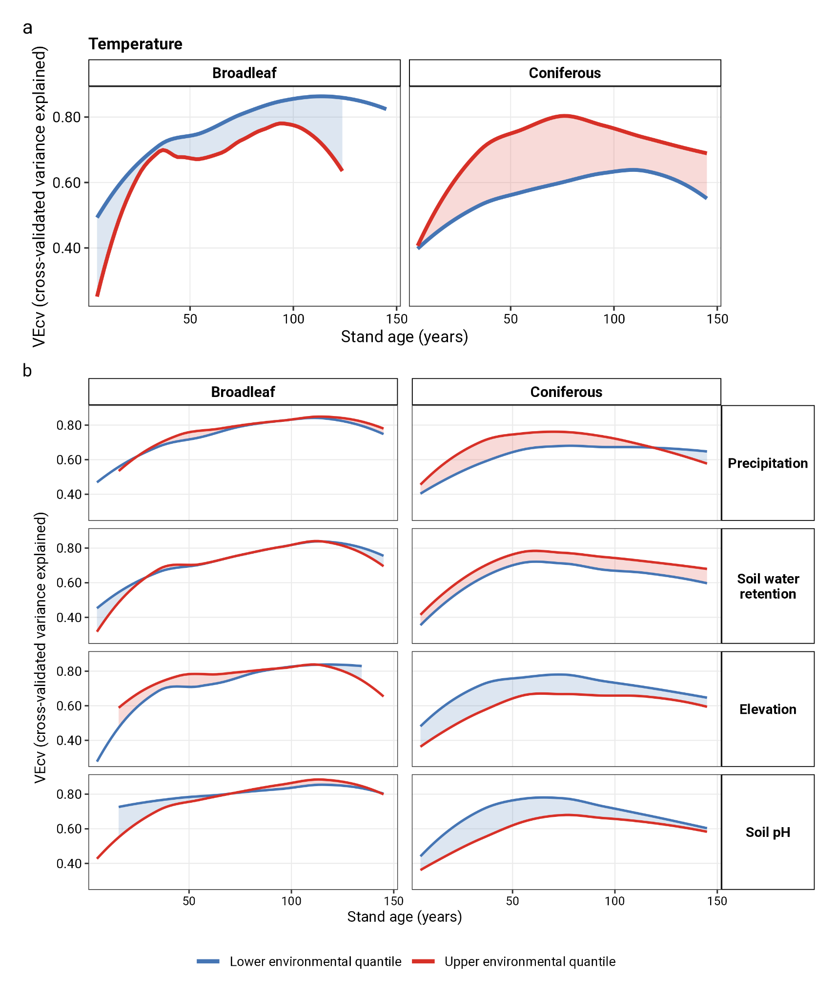 a
Temperature
Broadleaf
Coniferous
VEcv (cross-validated variance explained)
0.80
0.60
0.40
50
100
150
50
100
150
Stand age (years)
b
Broadleaf
Coniferous
VEcv (cross-validated variance explained)
0.80
0.60
0.40
Precipitation
0.80
0.60
0.40
Soil water
retention
0.80
0.60
0.40
Elevation
0.80
0.60
0.40
Soil pH
50
100
150
50
100
150
Stand age (years)
Lower environmental quantile
Upper environmental quantile